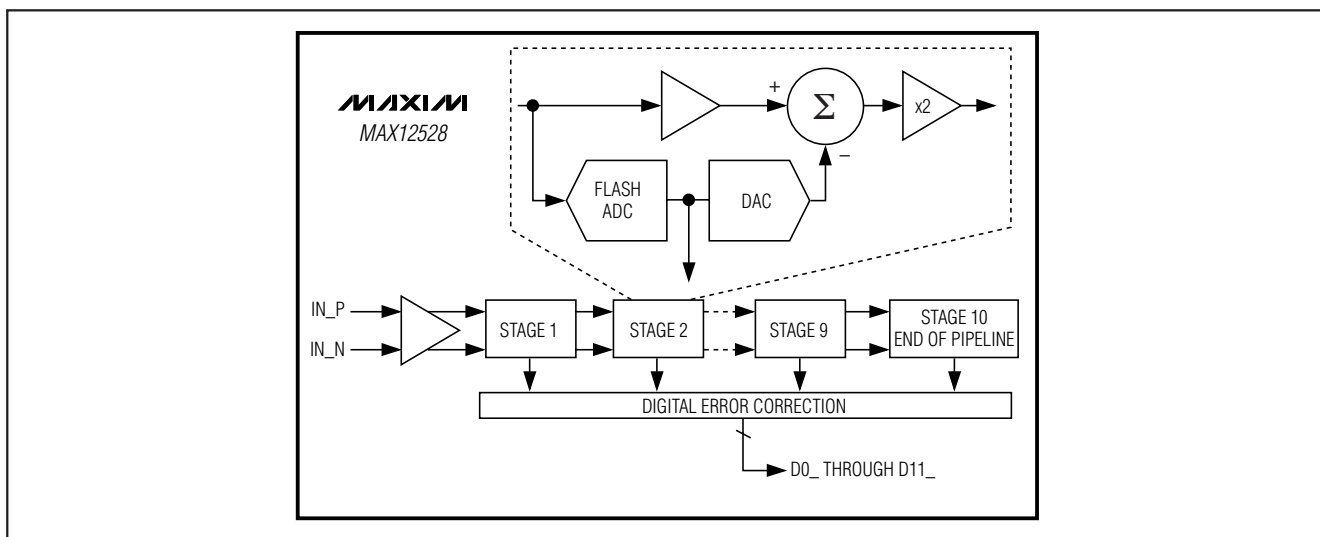 MAXIM
MAX12528
+
Σ
x2
−
FLASH
ADC
DAC
IN_P
IN_N
STAGE 1
STAGE 2
STAGE 9
STAGE 10
END OF PIPELINE
DIGITAL ERROR CORRECTION
D0_ THROUGH D11_